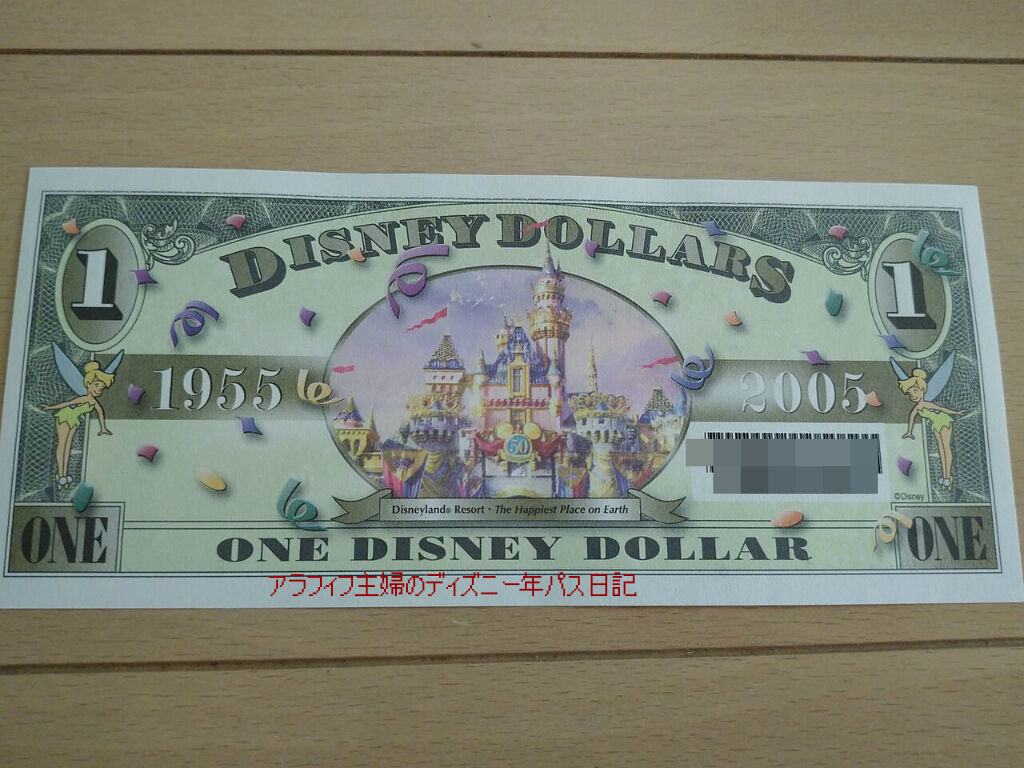 DISNEY DOLLARS
1 1
1955 2005
50
©Disney
Disneyland® Resort • The Happiest Place on Earth
ONE ONE
ONE DISNEY DOLLAR
アラフィフ主婦のディズニー年パス日記